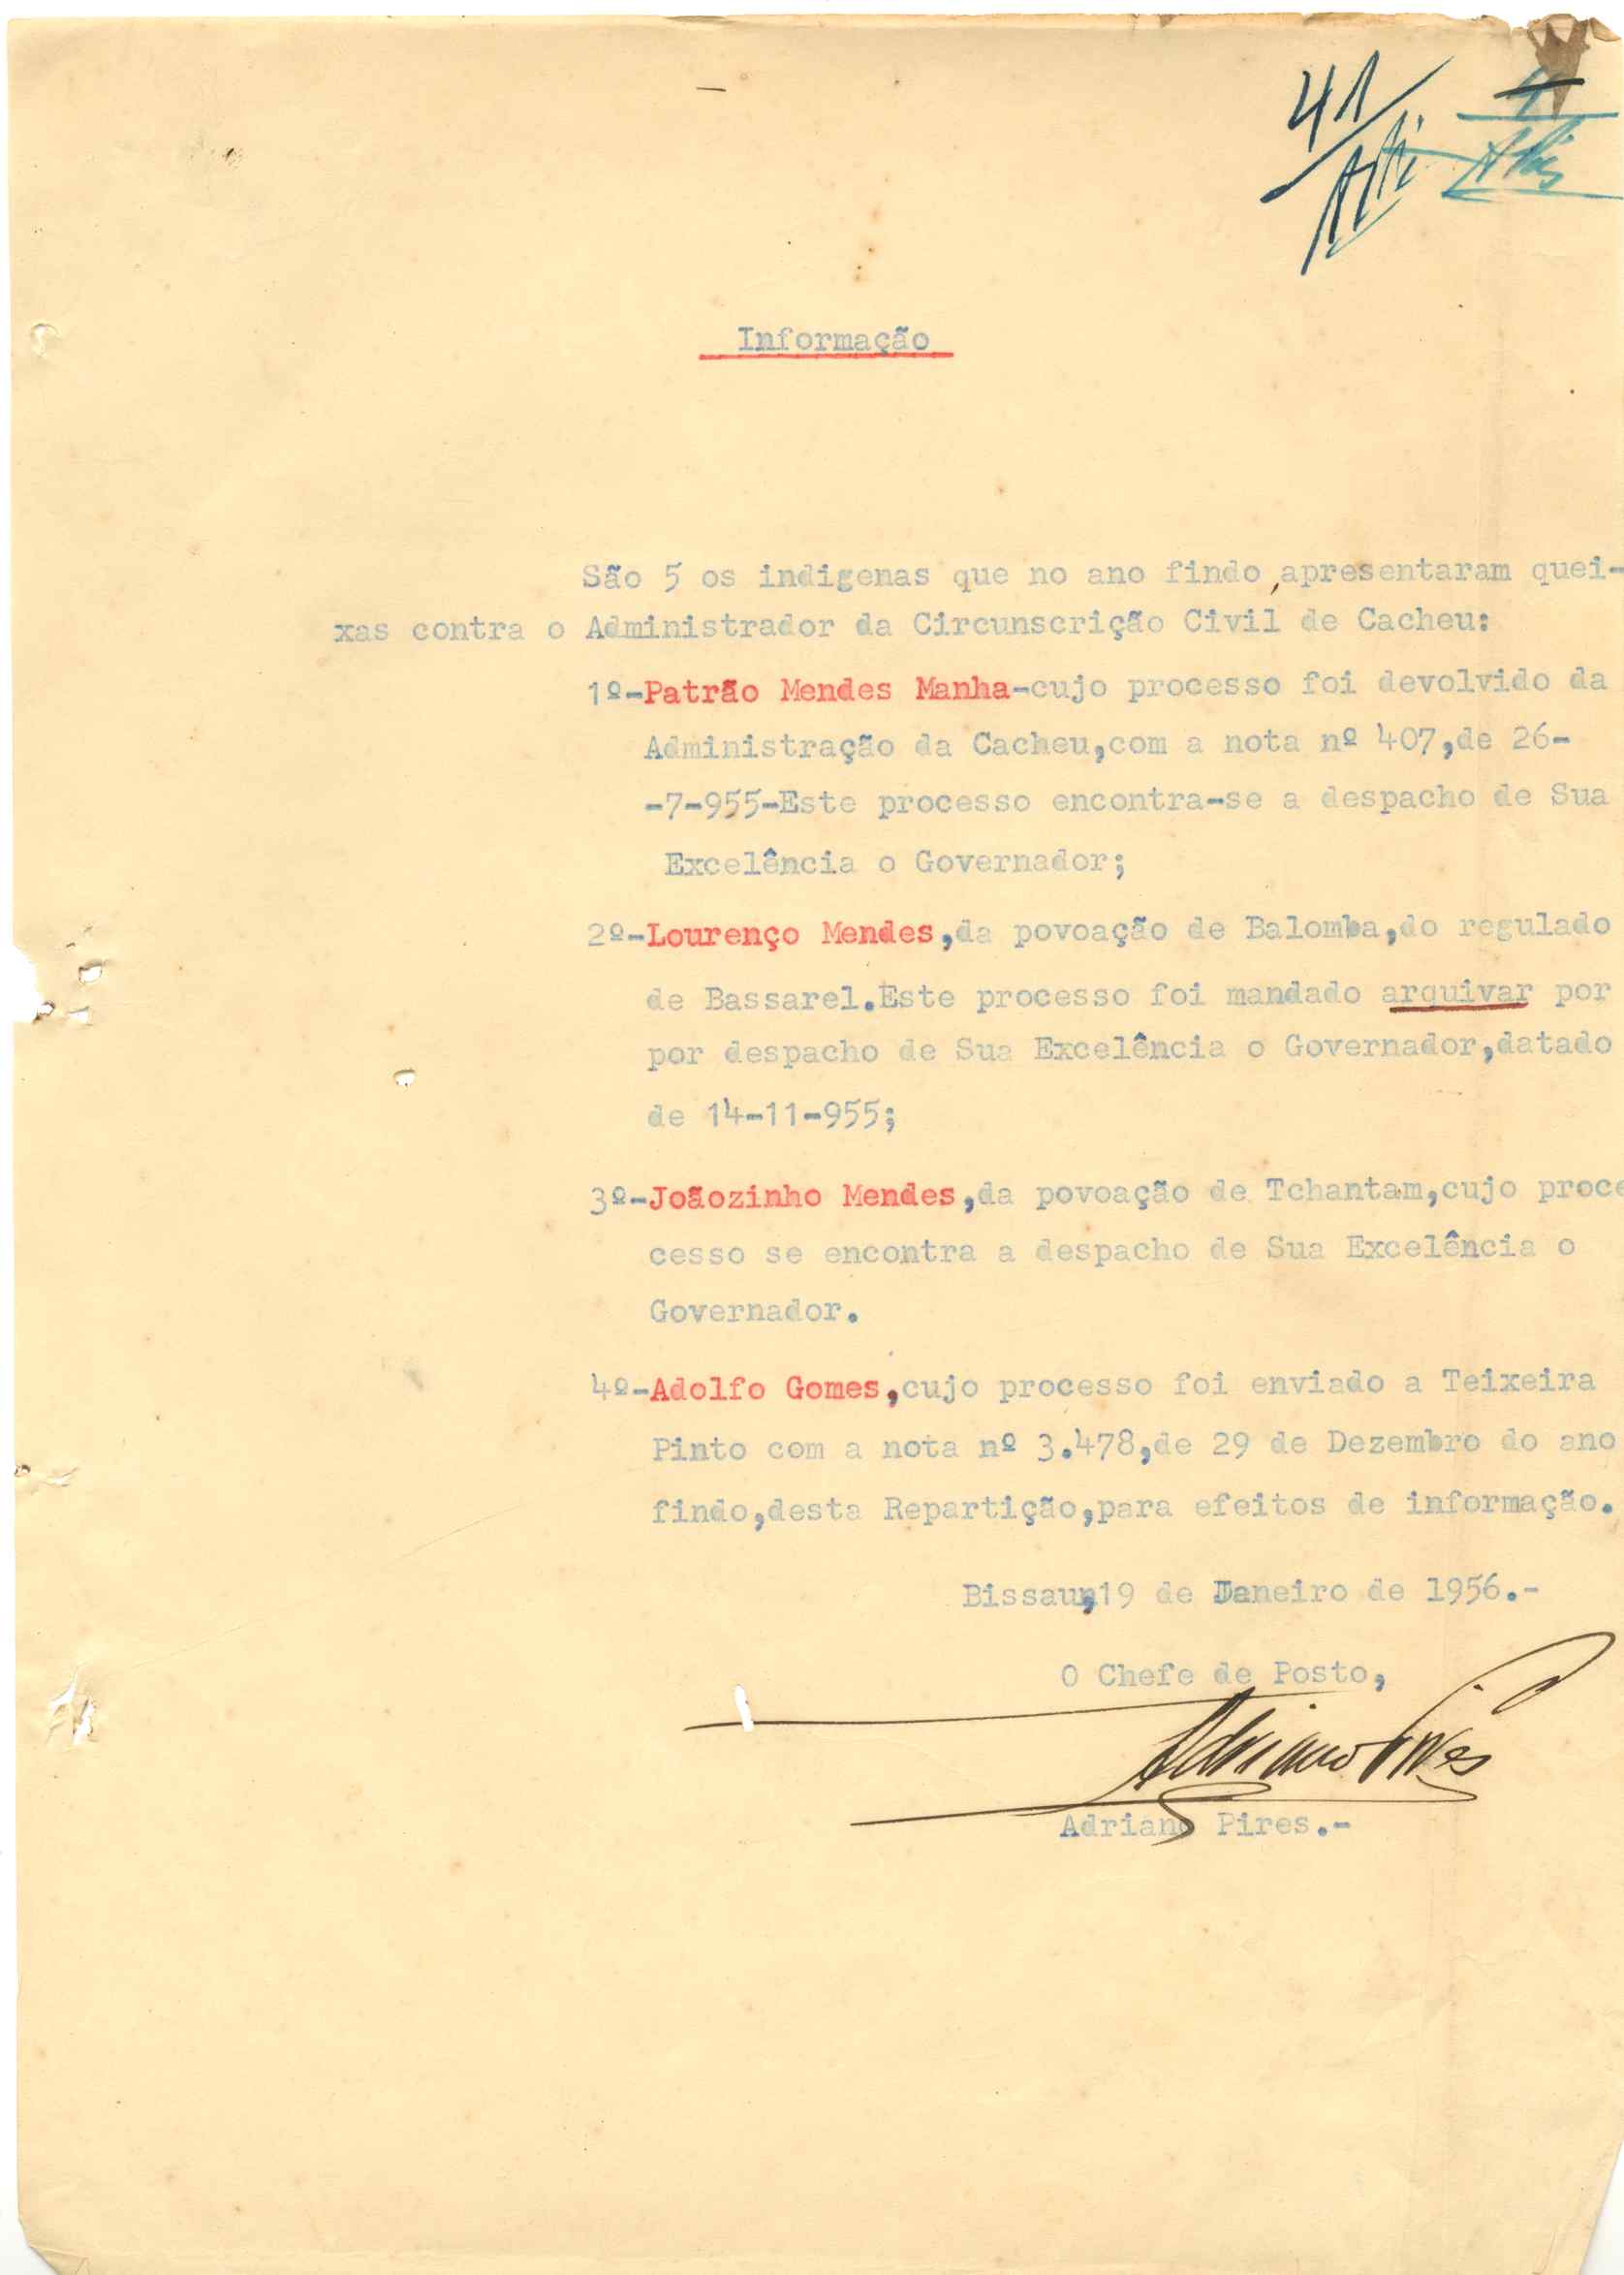 41
Informação
São 5 os indigenas que no ano findo,apresentaram quei-
xas contra o Administrador da Circunscrição Civil de Cacheu:
1º-Patrão Mendes Manha-cujo processo foi devolvido da
Administração da Cacheu,com a nota nº 407,de 26-
-7-955-Este processo encontra-se a despacho de Sua
Excelência o Governador;
2º-Lourenço Mendes,da povoação de Balomba,do regulado
de Bassarel.Este processo foi mandado arquivar por
por despacho de Sua Excelência o Governador,datado
de 14-11-955;
3º-Joãozinho Mendes,da povoação de Tchantam,cujo proce
cesso se encontra a despacho de Sua Excelência o
Governador.
4º-Adolfo Gomes,cujo processo foi enviado a Teixeira
Pinto com a nota nº 3.478,de 29 de Dezembro do ano
findo,desta Repartição,para efeitos de informação.
Bissau,19 de Janeiro de 1956.-
O Chefe de Posto,
Adriano Pires
Adriano Pires.-